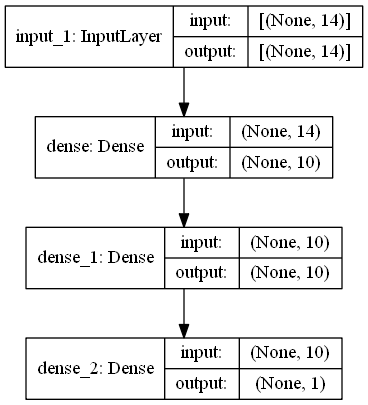 input_1: InputLayer
input: [(None, 14)]
output: [(None, 14)]
dense: Dense
input: (None, 14)
output: (None, 10)
dense_1: Dense
input: (None, 10)
output: (None, 10)
dense_2: Dense
input: (None, 10)
output: (None, 1)